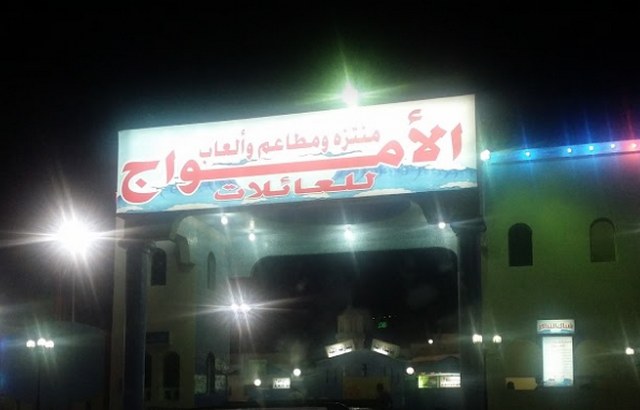 منتزه ومطاعم وألعاب
الأمواج
للعائلات